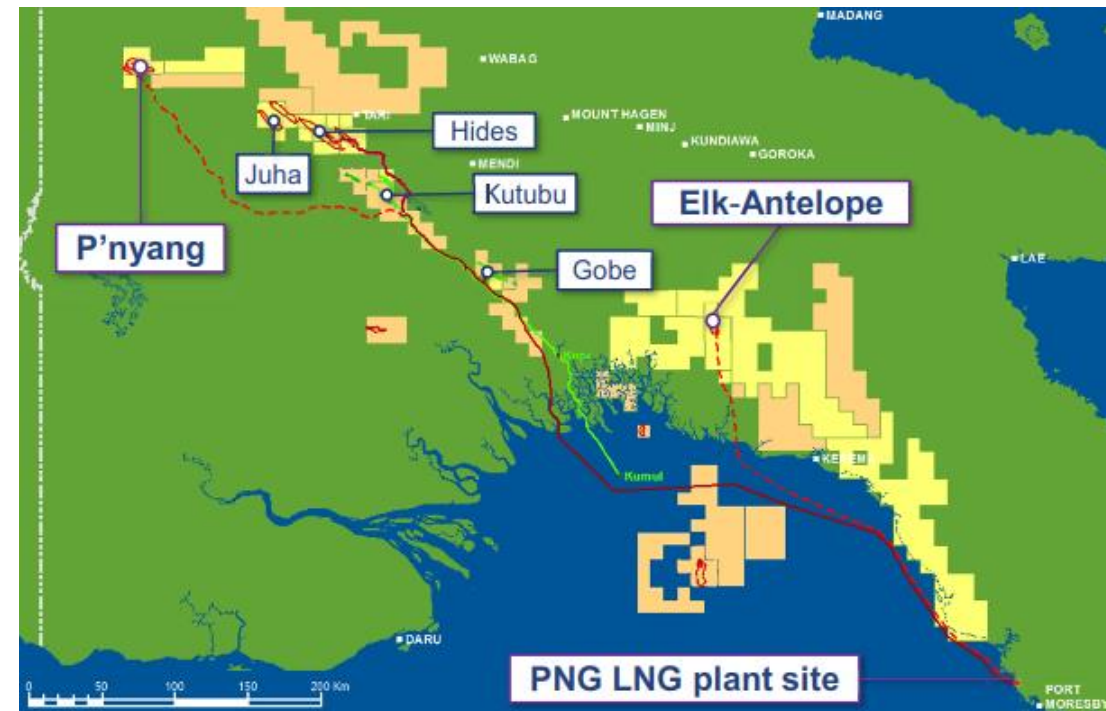 MADANG
WABAG
TARI
MOUNT HAGEN
MINJ
Hides
KUNDIAWA
GOROKA
Juha
MENDI
Kutubu
Elk-Antelope
P'nyang
Gobe
LAE
Kumul
DARU
PNG LNG plant site
0 50 100 150 200 Km
PORT
MORESBY